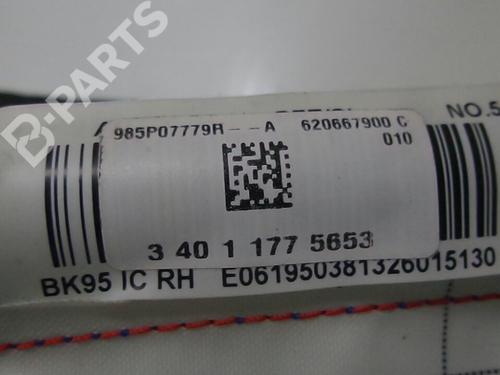 B-PARTS
NO.5
985P07779R--A 620667900 C
010
3 40 1 177 5653
BK95 IC RH E061950381326015130